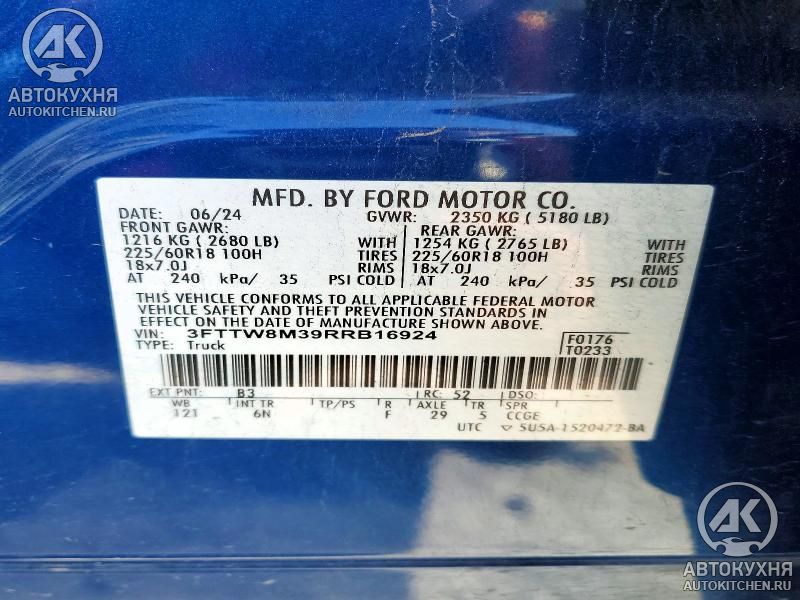 АК
АВТОКУХНЯ
AUTOKITCHEN.RU
MFD. BY FORD MOTOR CO.
DATE: 06/24 GVWR: 2350 KG ( 5180 LB)
FRONT GAWR: REAR GAWR:
1216 KG ( 2680 LB) WITH 1254 KG ( 2765 LB) WITH
225/60R18 100H TIRES 225/60R18 100H TIRES
18x7.0J RIMS 18x7.0J RIMS
AT 240 kPa/ 35 PSI COLD AT 240 kPa/ 35 PSI COLD
THIS VEHICLE CONFORMS TO ALL APPLICABLE FEDERAL MOTOR
VEHICLE SAFETY AND THEFT PREVENTION STANDARDS IN
EFFECT ON THE DATE OF MANUFACTURE SHOWN ABOVE.
VIN: 3FTTW8M39RRB16924 F0176
TYPE: Truck T0233
EXT PNT: B3 RC: 52 DSO:
WB INT TR TP/PS R AXLE TR SPR
121 6N F 29 5 CCGE
UTC ▽ 5USA-1520472-BA
АК
АВТОКУХНЯ
AUTOKITCHEN.RU